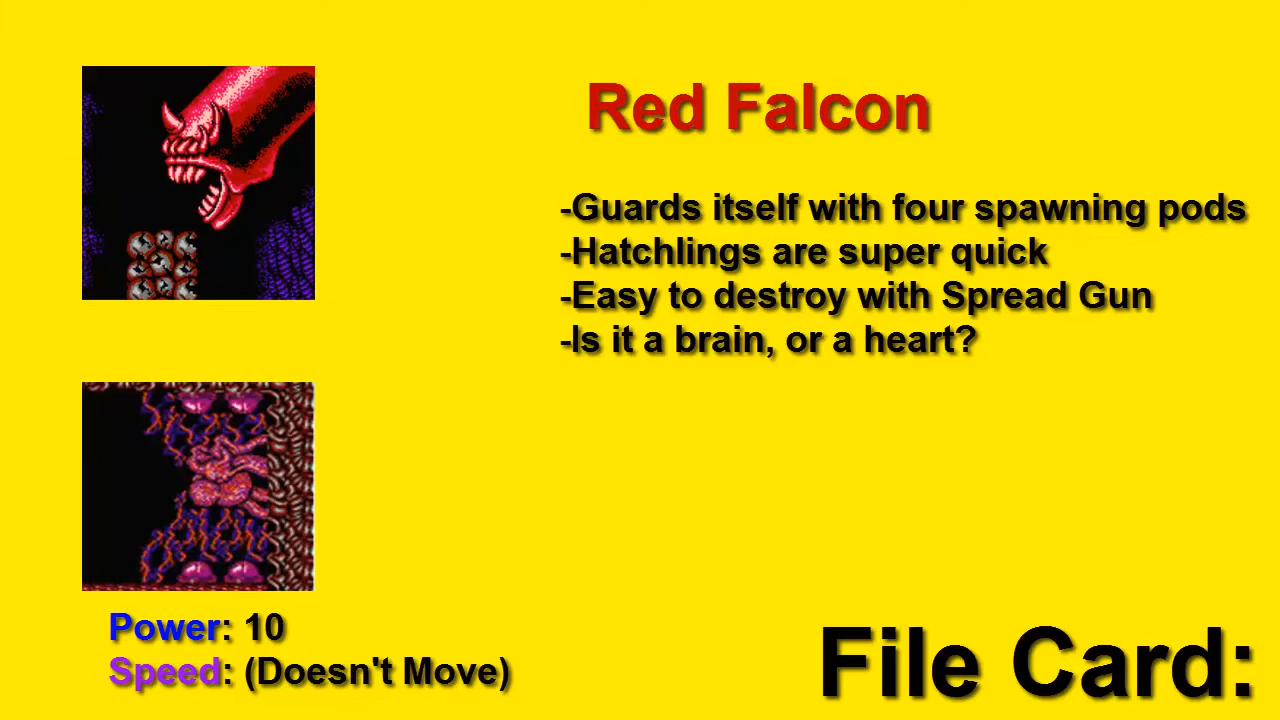 Red Falcon
-Guards itself with four spawning pods
-Hatchlings are super quick
-Easy to destroy with Spread Gun
-Is it a brain, or a heart?
Power: 10
Speed: (Doesn't Move)
File Card: